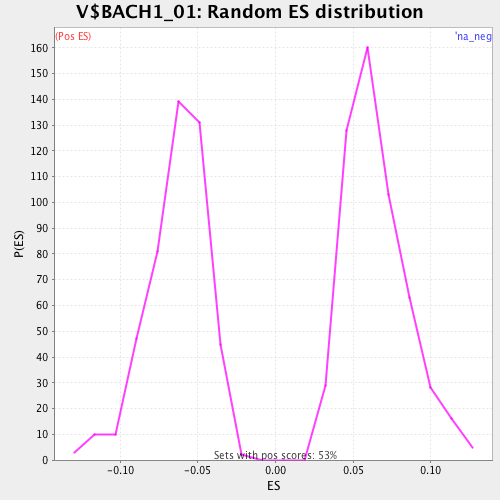 V$BACH1_01: Random ES distribution
(Pos ES)
'na_neg
160
150
140
130
120
110
100
90
80
70
60
50
40
30
20
10
0
P(ES)
Sets with pos scores: 53%
-0.10 -0.05 0.00 0.05 0.10
ES